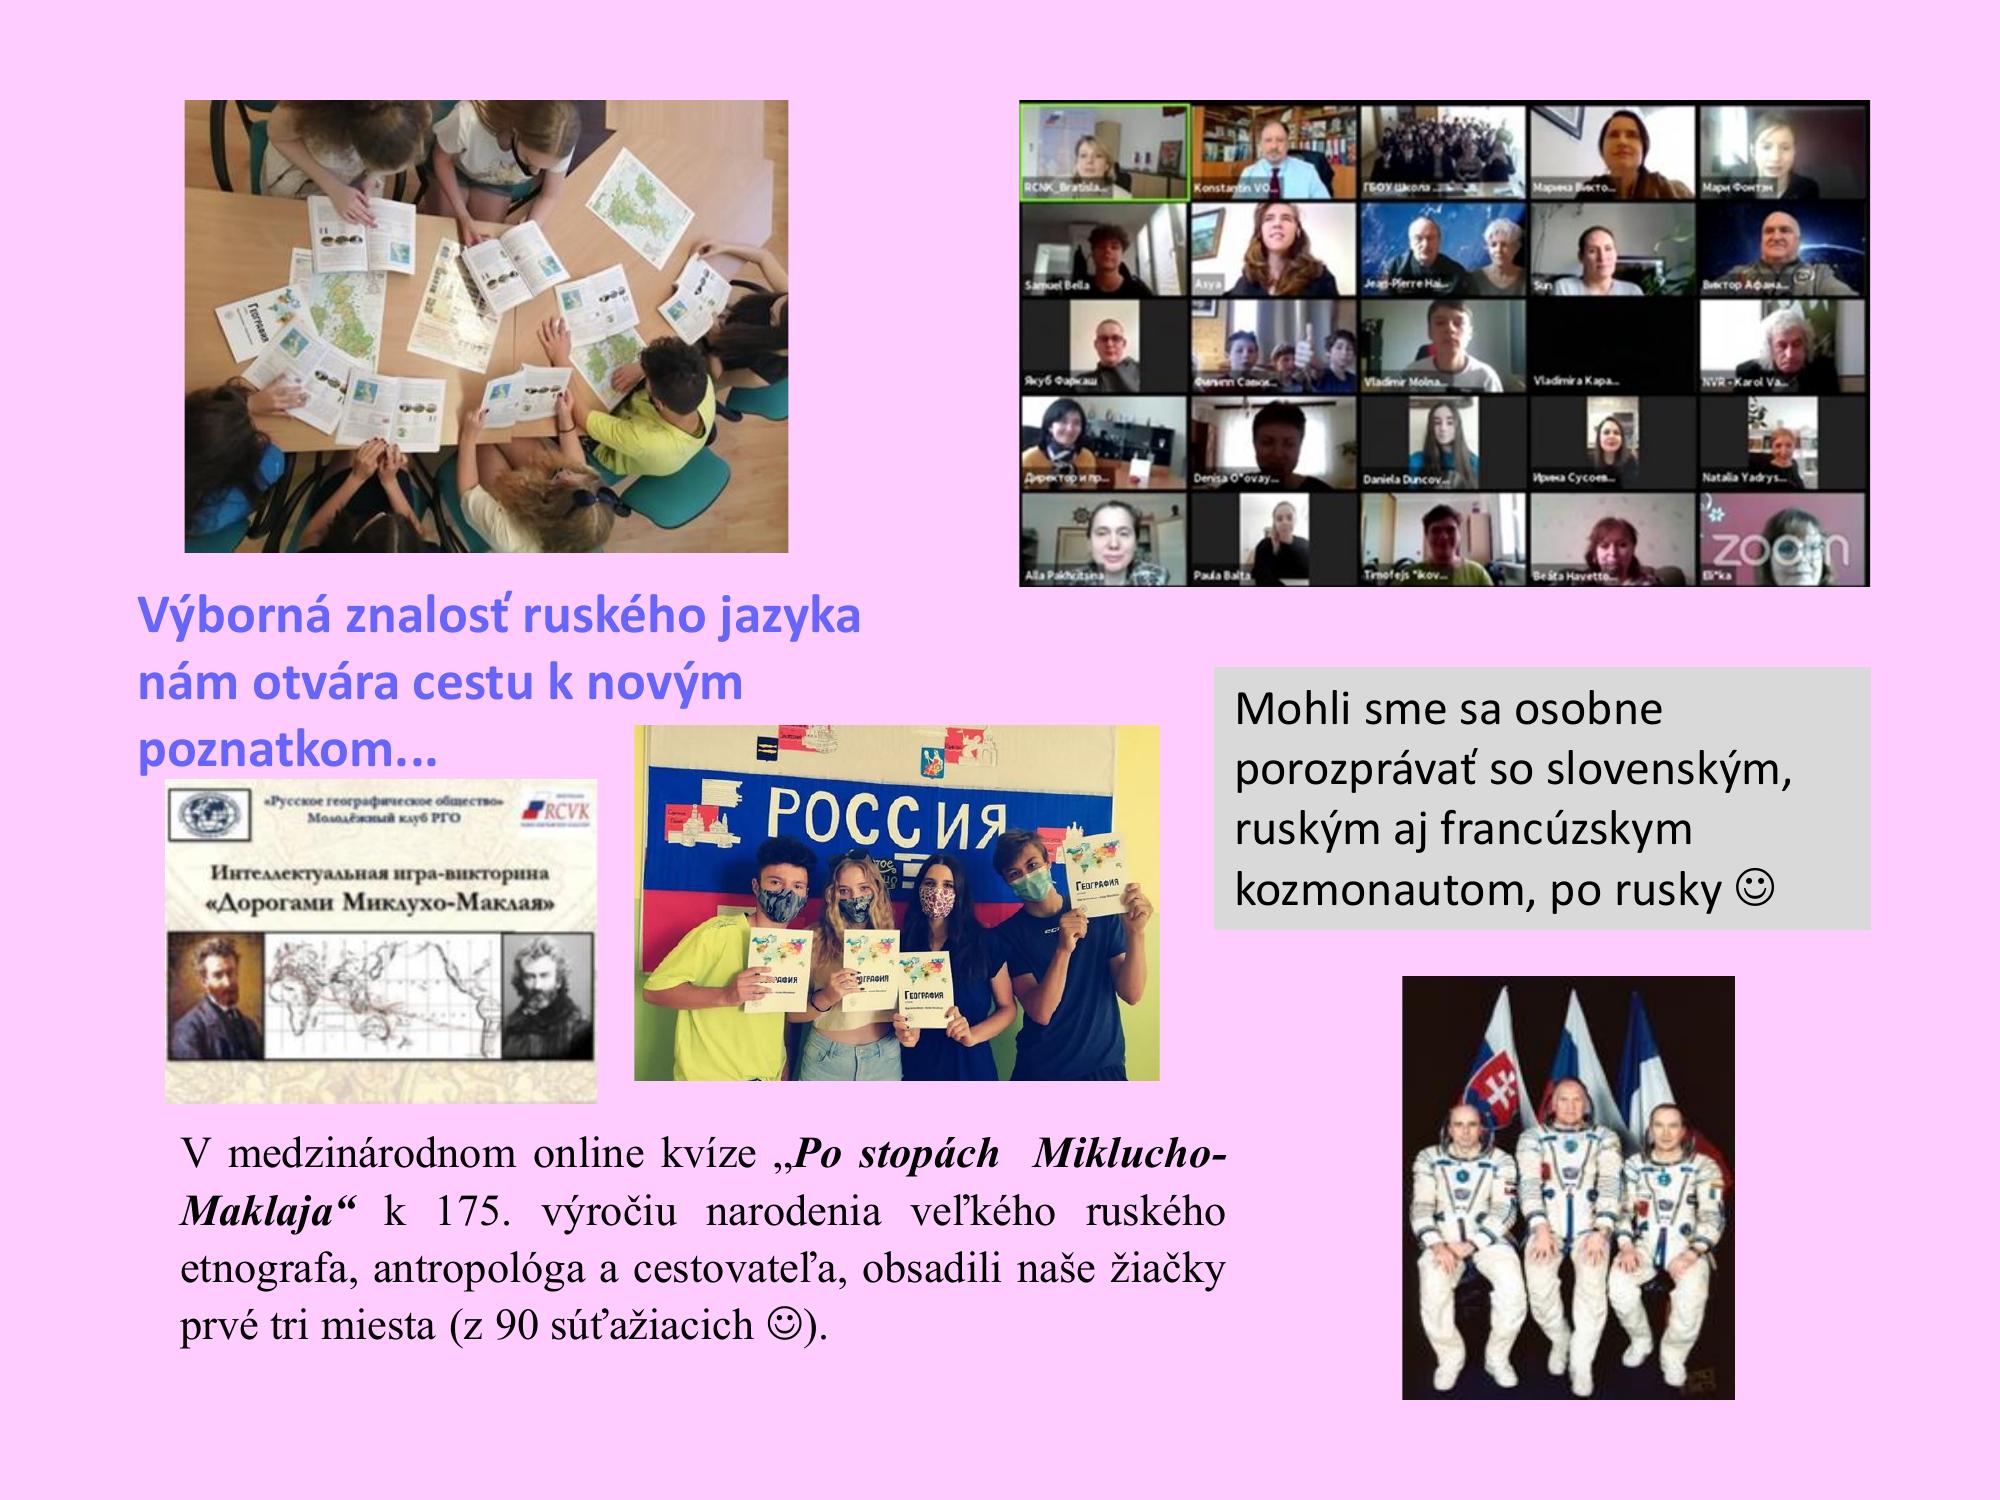 География
RCNK_Bratisla...
Konstantin VO...
ГБОУ Школа ...
Марина Викто...
Мари Фонтэн
Samuel Bella
Asya
Jean-Pierre Hai...
Sun
Виктор Афана...
Якуб Фаркаш
Филипп Савки...
Vladimir Molna...
Vladimira Kapa...
NVR - Karol Va...
Директор и пр...
Denisa O*ovay...
Daniela Duncov...
Ирина Сусоев...
Natalia Yadrys...
Alla Pakhritsina
Paula Balta
Timofejs *ikov...
Beáta Havetto...
Eli*ka
zoom
Výborná znalosť ruského jazyka
nám otvára cestu k novým
poznatkom...
«Русское географическое общество»
Молодёжный клуб РГО
RCVK
Интеллектуальная игра-викторина
«Дорогами Миклухо-Маклая»
РОССИЯ
География
География
География
География
Mohli sme sa osobne
porozprávať so slovenským,
ruským aj francúzskym
kozmonautom, po rusky ☺
V medzinárodnom online kvíze „Po stopách Miklucho-
Maklaja“ k 175. výročiu narodenia veľkého ruského
etnografa, antropológa a cestovateľa, obsadili naše žiačky
prvé tri miesta (z 90 súťažiacich ☺).